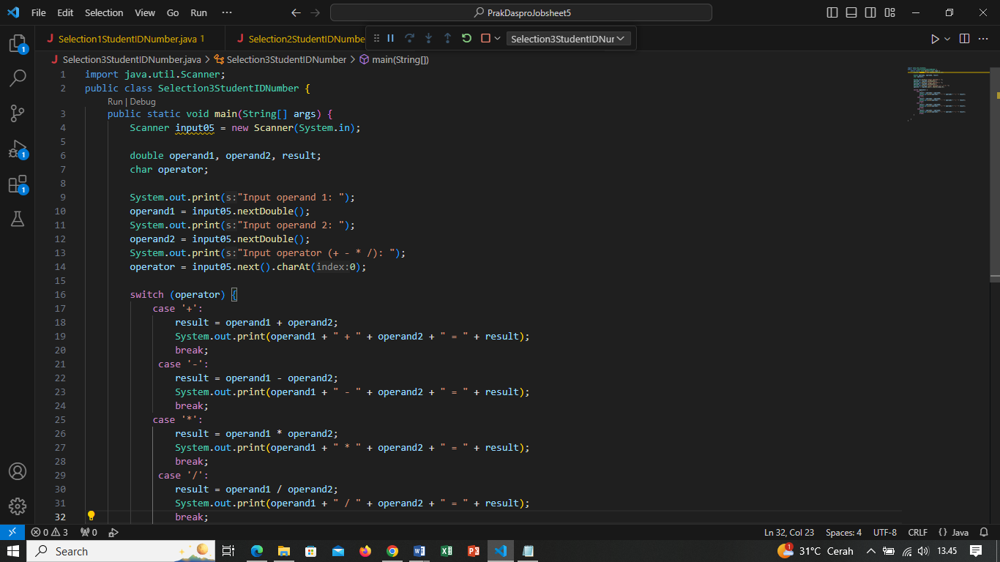 File Edit Selection View Go Run ··· PrakDasproJobsheet5
Selection1StudentIDNumber.java 1 Selection2StudentIDNumbe Selection3StudentIDNur
Selection3StudentIDNumber.java > Selection3StudentIDNumber > main(String[])
1 import java.util.Scanner;
2 public class Selection3StudentIDNumber {
Run | Debug
3 public static void main(String[] args) {
4 Scanner input05 = new Scanner(System.in);
5
6 double operand1, operand2, result;
7 char operator;
8
9 System.out.print(s:"Input operand 1: ");
10 operand1 = input05.nextDouble();
11 System.out.print(s:"Input operand 2: ");
12 operand2 = input05.nextDouble();
13 System.out.print(s:"Input operator (+ - * /): ");
14 operator = input05.next().charAt(index:0);
15
16 switch (operator) {
17 case '+':
18 result = operand1 + operand2;
19 System.out.print(operand1 + " + " + operand2 + " = " + result);
20 break;
21 case '-':
22 result = operand1 - operand2;
23 System.out.print(operand1 + " - " + operand2 + " = " + result);
24 break;
25 case '*':
26 result = operand1 * operand2;
27 System.out.print(operand1 + " * " + operand2 + " = " + result);
28 break;
29 case '/':
30 result = operand1 / operand2;
31 System.out.print(operand1 + " / " + operand2 + " = " + result);
32 break;
1
1
1
0 3 0 Ln 32, Col 23 Spaces: 4 UTF-8 CRLF {} Java
Search 1 31°C Cerah 13.45